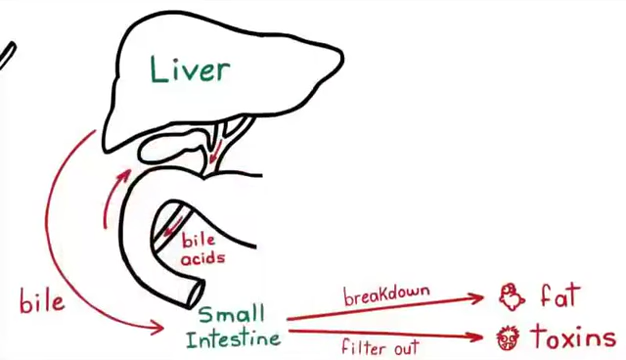 Liver
bile
acids
bile
Small
Intestine
breakdown
fat
filter out
toxins